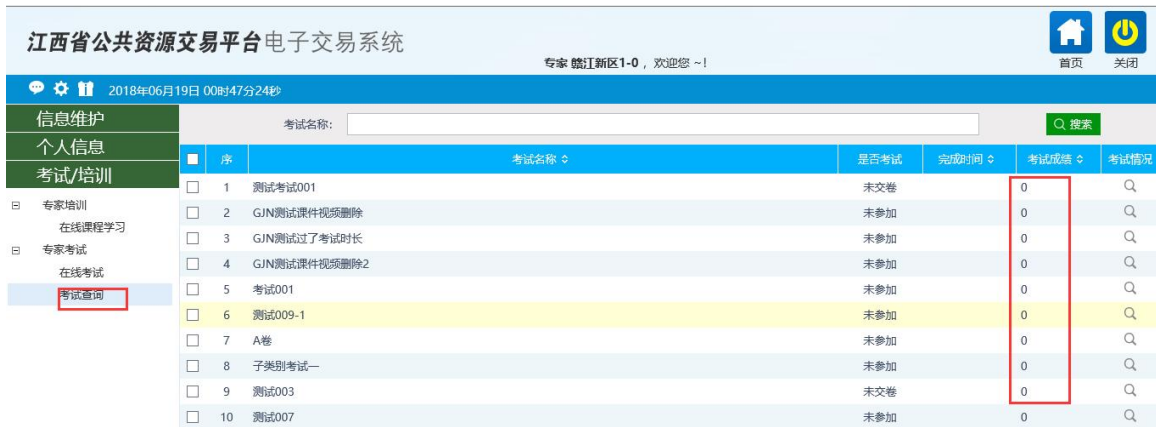 江西省公共资源交易平台电子交易系统
专家 赣江新区1-0 ，欢迎您 ~!
首页 关闭
2018年06月19日 00时47分24秒
信息维护
个人信息
考试/培训
专家培训
在线课程学习
专家考试
在线考试
考试查询
考试名称: 搜索
序 考试名称 是否考试 完成时间 考试成绩 考试情况
1 测试考试001 未交卷 0
2 GJN测试课件视频删除 未参加 0
3 GJN测试过了考试时长 未参加 0
4 GJN测试课件视频删除2 未参加 0
5 考试001 未参加 0
6 测试009-1 未参加 0
7 A卷 未参加 0
8 子类别考试一 未参加 0
9 测试003 未交卷 0
10 测试007 未参加 0